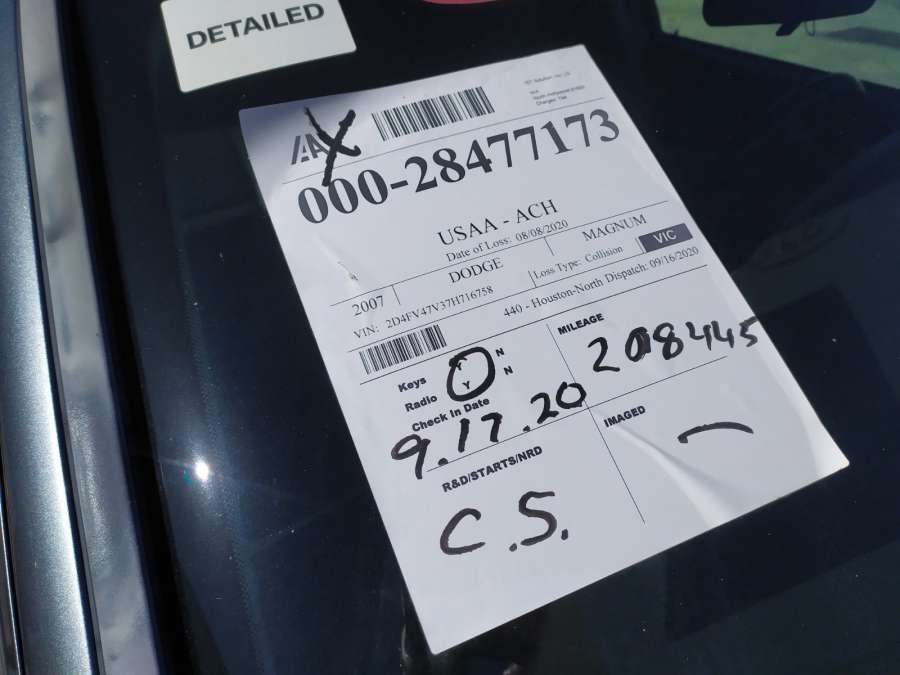 DETAILED
IAA
X
000-28477173
USAA - ACH
Date of Loss: 08/08/2020
2007 DODGE MAGNUM
VIN: 2D4FV47V37H716758
Loss Type: Collision VIC
440 - Houston-North Dispatch: 09/16/2020
Keys Y N
Radio Y N
MILEAGE
208445
Check In Date
9.17.20
R&D/STARTS/NRD
C.S.
IMAGED